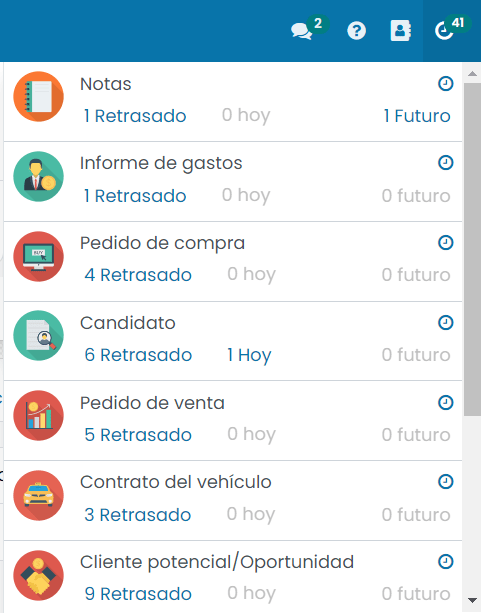 2
41
Notas
1 Retrasado 0 hoy 1 Futuro
Informe de gastos
1 Retrasado 0 hoy 0 futuro
Pedido de compra
4 Retrasado 0 hoy 0 futuro
Candidato
6 Retrasado 1 Hoy 0 futuro
Pedido de venta
5 Retrasado 0 hoy 0 futuro
Contrato del vehículo
3 Retrasado 0 hoy 0 futuro
Cliente potencial/Oportunidad
9 Retrasado 0 hoy 0 futuro